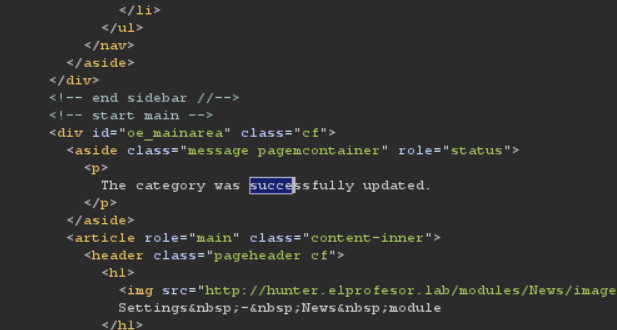 </li>
</ul>
</nav>
</aside>
</div>
<!-- end sidebar //-->
<!-- start main -->
<div id="oe_mainarea" class="cf">
<aside class="message pagemcontainer" role="status">
<p>
The category was successfully updated.
</p>
</aside>
<article role="main" class="content-inner">
<header class="pageheader cf">
<h1>
<img src="http://hunter.elprofesor.lab/modules/News/image
Settings&nbsp;-&nbsp;News&nbsp;module
</h1>